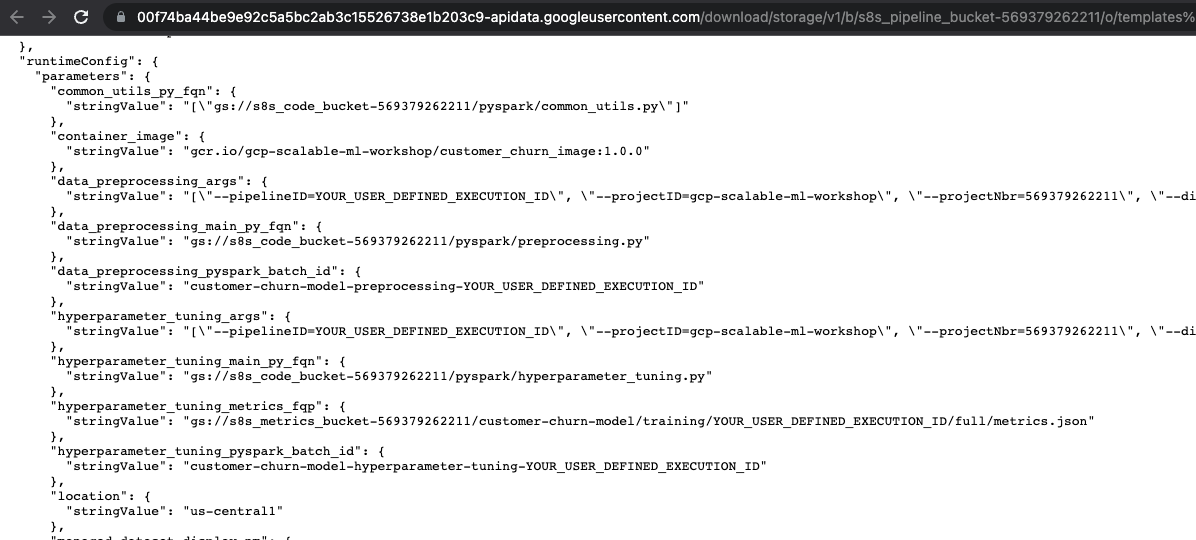 00f74ba44be9e92c5a5bc2ab3c15526738e1b203c9-apidata.googleusercontent.com/download/storage/v1/b/s8s_pipeline_bucket-569379262211/o/templates%
},
"runtimeConfig": {
"parameters": {
"common_utils_py_fqn": {
"stringValue": "[\"gs://s8s_code_bucket-569379262211/pyspark/common_utils.py\"]"
},
"container_image": {
"stringValue": "gcr.io/gcp-scalable-ml-workshop/customer_churn_image:1.0.0"
},
"data_preprocessing_args": {
"stringValue": "[\"--pipelineID=YOUR_USER_DEFINED_EXECUTION_ID\", \"--projectID=gcp-scalable-ml-workshop\", \"--projectNbr=569379262211\", \"--di
},
"data_preprocessing_main_py_fqn": {
"stringValue": "gs://s8s_code_bucket-569379262211/pyspark/preprocessing.py"
},
"data_preprocessing_pyspark_batch_id": {
"stringValue": "customer-churn-model-preprocessing-YOUR_USER_DEFINED_EXECUTION_ID"
},
"hyperparameter_tuning_args": {
"stringValue": "[\"--pipelineID=YOUR_USER_DEFINED_EXECUTION_ID\", \"--projectID=gcp-scalable-ml-workshop\", \"--projectNbr=569379262211\", \"--di
},
"hyperparameter_tuning_main_py_fqn": {
"stringValue": "gs://s8s_code_bucket-569379262211/pyspark/hyperparameter_tuning.py"
},
"hyperparameter_tuning_metrics_fqp": {
"stringValue": "gs://s8s_metrics_bucket-569379262211/customer-churn-model/training/YOUR_USER_DEFINED_EXECUTION_ID/full/metrics.json"
},
"hyperparameter_tuning_pyspark_batch_id": {
"stringValue": "customer-churn-model-hyperparameter-tuning-YOUR_USER_DEFINED_EXECUTION_ID"
},
"location": {
"stringValue": "us-central1"
},